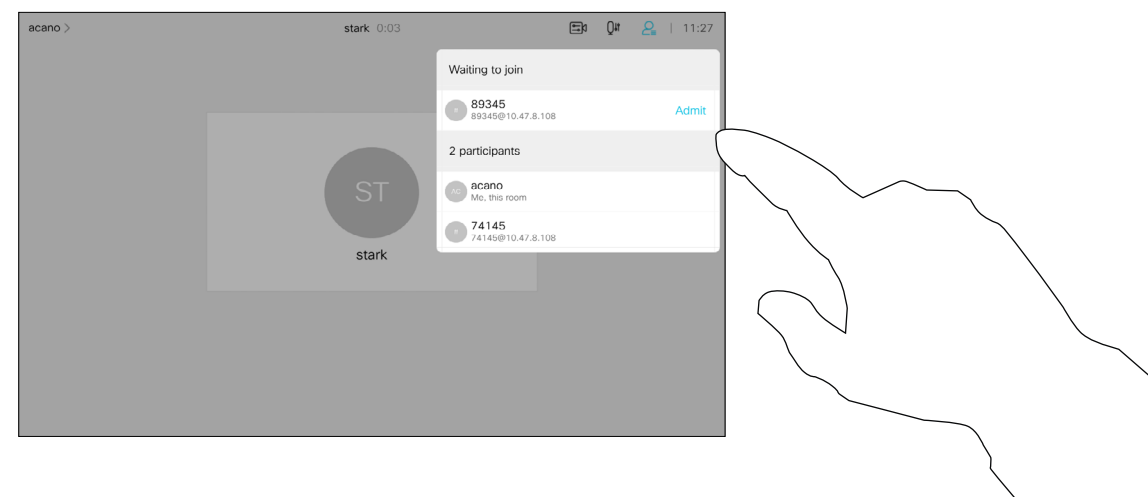 acano >
stark 0:03
11:27
Waiting to join
89345
89345@10.47.8.108
Admit
2 participants
AC
acano
Me, this room
74145
74145@10.47.8.108
ST
stark